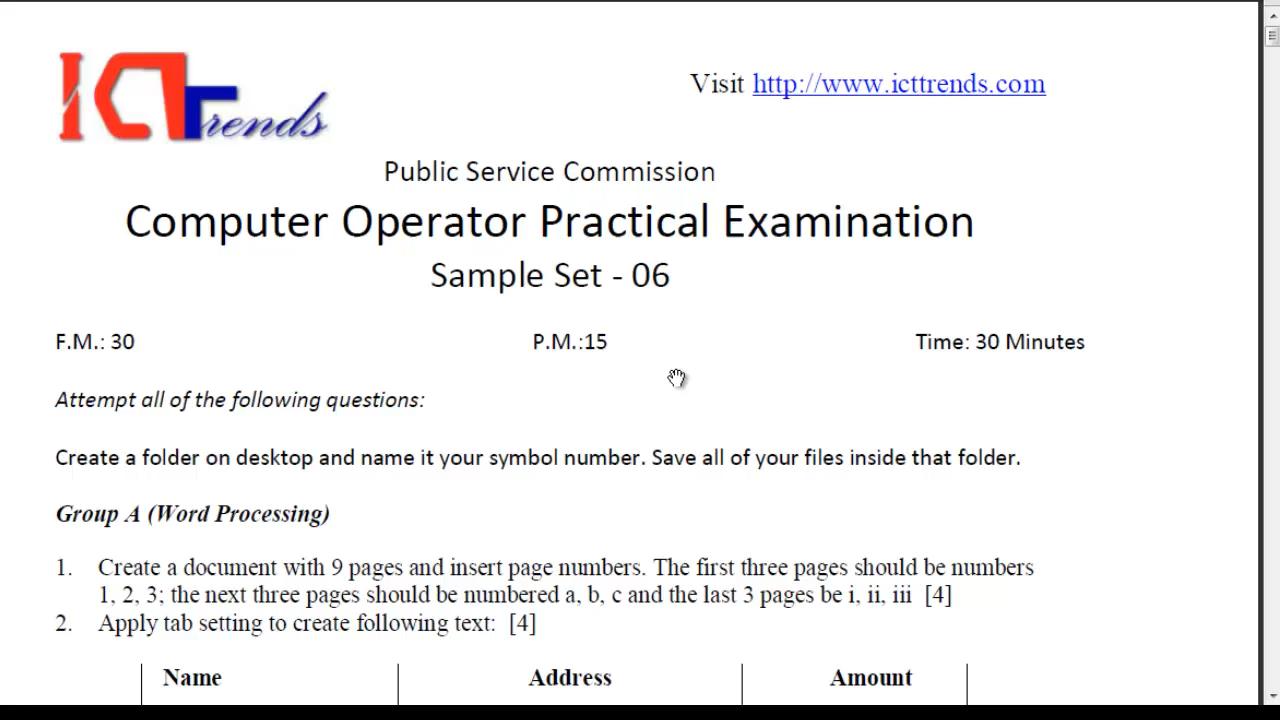 ICTrends
Visit http://www.icttrends.com
Public Service Commission
Computer Operator Practical Examination
Sample Set - 06
F.M.: 30 P.M.:15 Time: 30 Minutes
Attempt all of the following questions:
Create a folder on desktop and name it your symbol number. Save all of your files inside that folder.
Group A (Word Processing)
1. Create a document with 9 pages and insert page numbers. The first three pages should be numbers
1, 2, 3; the next three pages should be numbered a, b, c and the last 3 pages be i, ii, iii [4]
2. Apply tab setting to create following text: [4]
Name Address Amount